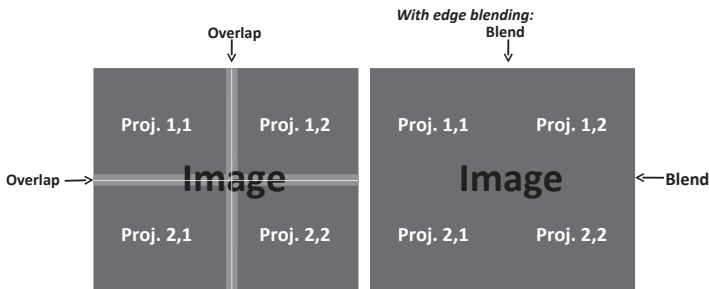 With edge blending:
Overlap
Blend
Proj. 1,1
Proj. 1,2
Proj. 1,1
Proj. 1,2
Overlap
Image
Image
Blend
Proj. 2,1
Proj. 2,2
Proj. 2,1
Proj. 2,2